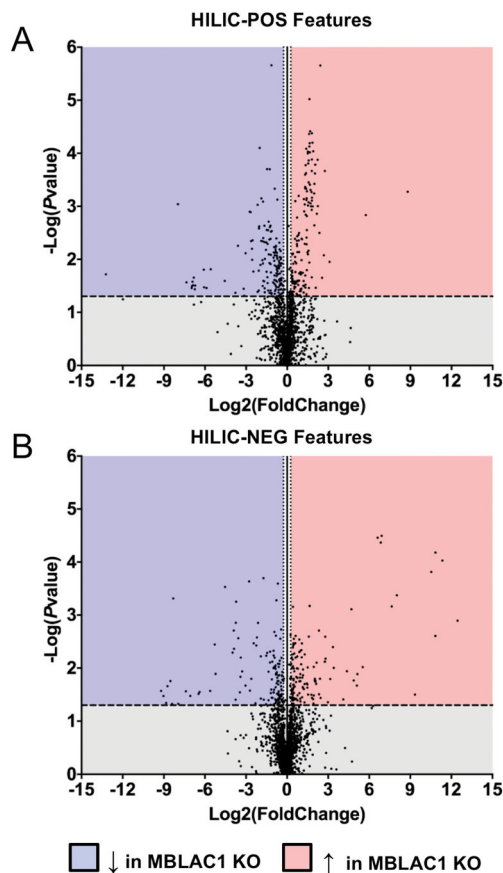 A
HILIC-POS Features
6
5
4
3
2
1
0
-Log(Pvalue)
-15 -12 -9 -6 -3 0 3 6 9 12 15
Log2(FoldChange)
B
HILIC-NEG Features
6
5
4
3
2
1
0
-Log(Pvalue)
-15 -12 -9 -6 -3 0 3 6 9 12 15
Log2(FoldChange)
↓ in MBLAC1 KO ↑ in MBLAC1 KO